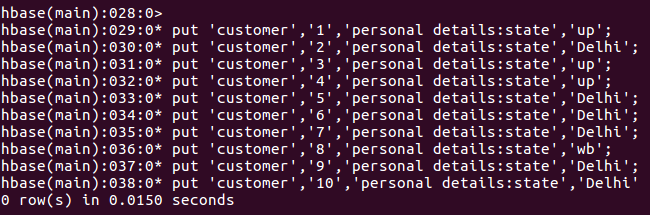 hbase(main):028:0>
hbase(main):029:0* put 'customer','1','personal details:state','up';
hbase(main):030:0* put 'customer','2','personal details:state','Delhi';
hbase(main):031:0* put 'customer','3','personal details:state','up';
hbase(main):032:0* put 'customer','4','personal details:state','up';
hbase(main):033:0* put 'customer','5','personal details:state','Delhi';
hbase(main):034:0* put 'customer','6','personal details:state','Delhi';
hbase(main):035:0* put 'customer','7','personal details:state','Delhi';
hbase(main):036:0* put 'customer','8','personal details:state','wb';
hbase(main):037:0* put 'customer','9','personal details:state','Delhi';
hbase(main):038:0* put 'customer','10','personal details:state','Delhi'
0 row(s) in 0.0150 seconds